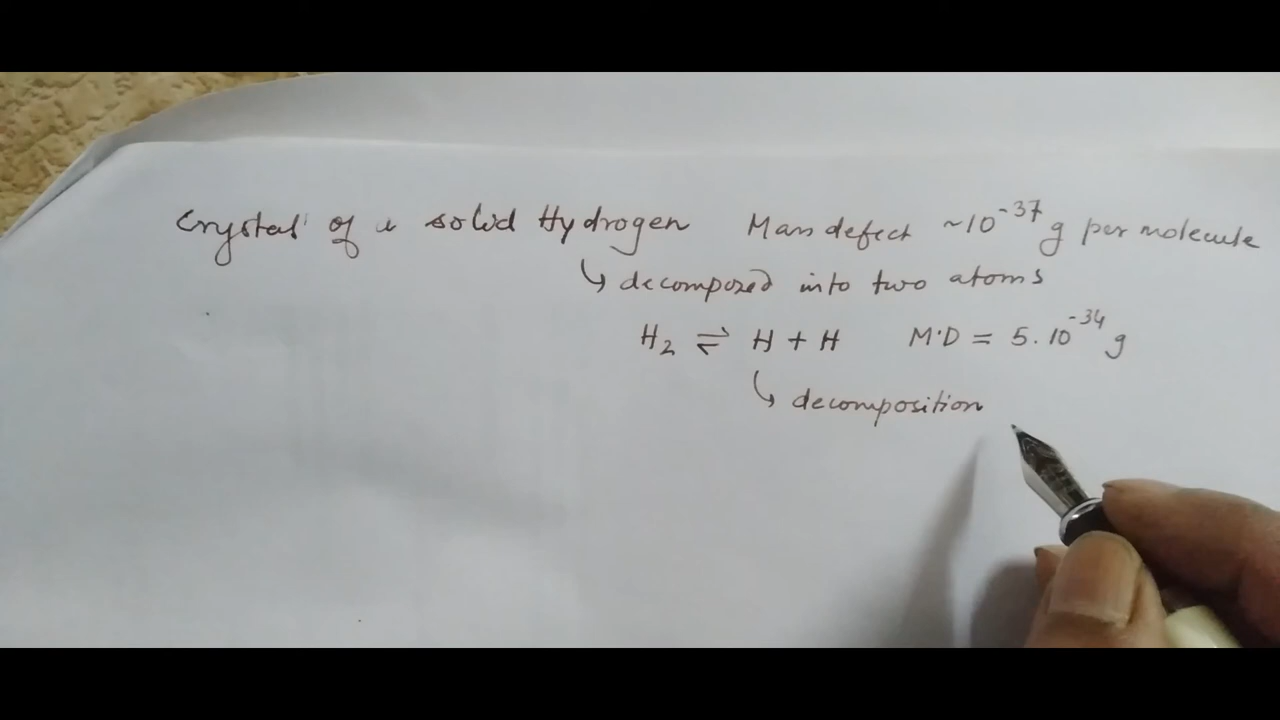 Crystal of a solid Hydrogen Mass defect ~10⁻³⁷ g per molecule
↳ decomposed into two atoms
H₂ ⇌ H + H M·D = 5.10⁻³⁴ g
↳ decomposition